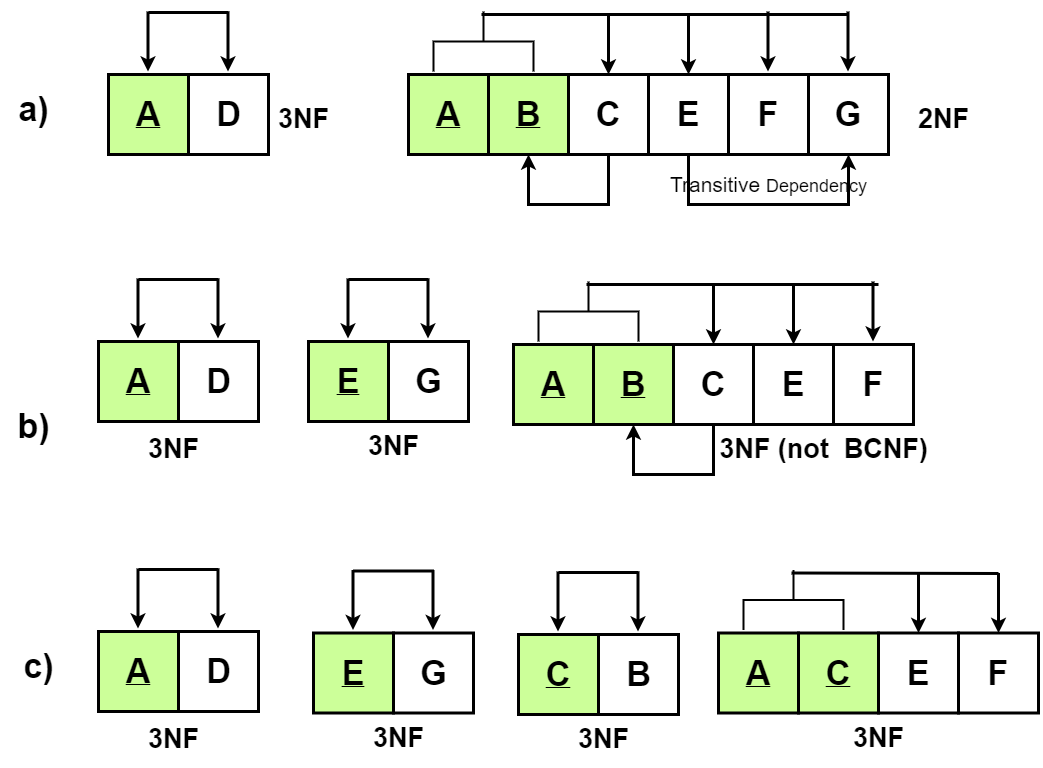 a)
A D 3NF
A B C E F G 2NF
Transitive Dependency
b)
A D
3NF
E G
3NF
A B C E F
3NF (not BCNF)
c)
A D
3NF
E G
3NF
C B
3NF
A C E F
3NF